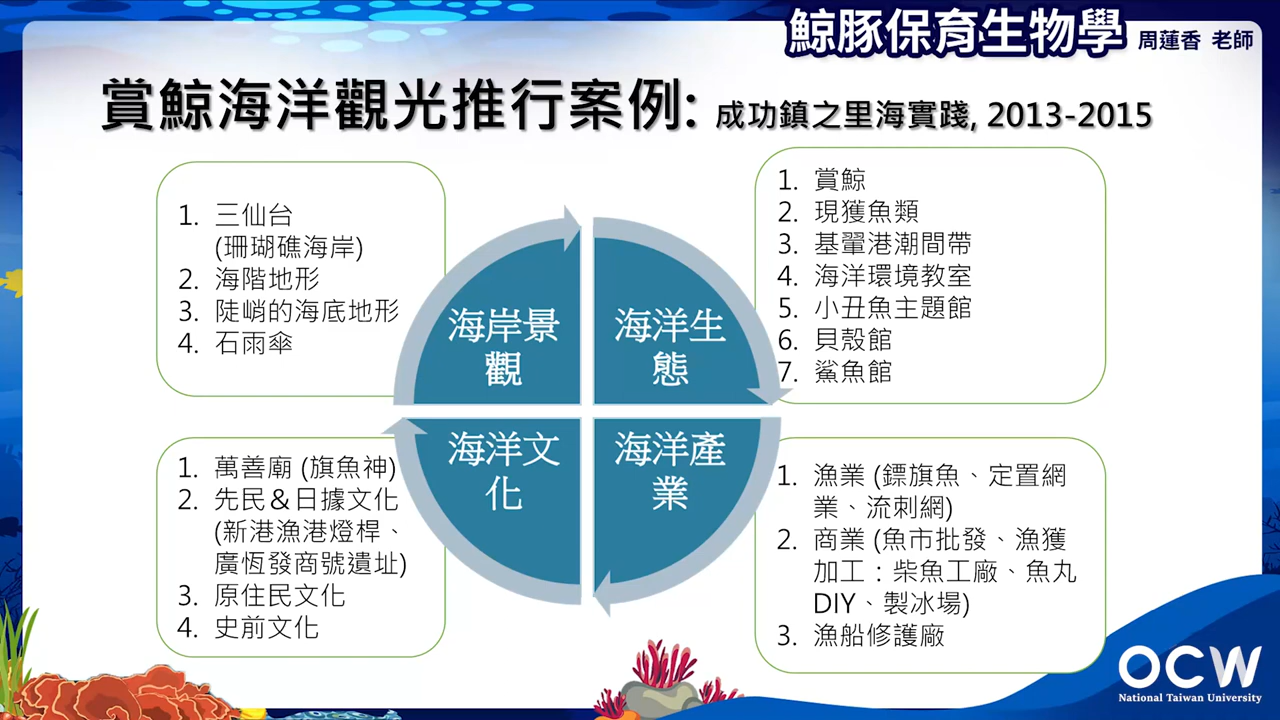 鯨豚保育生物學 周蓮香 老師
賞鯨海洋觀光推行案例: 成功鎮之里海實踐, 2013-2015
1. 三仙台
(珊瑚礁海岸)
2. 海階地形
3. 陡峭的海底地形
4. 石雨傘
1. 賞鯨
2. 現獲魚類
3. 基翬港潮間帶
4. 海洋環境教室
5. 小丑魚主題館
6. 貝殼館
7. 鯊魚館
海岸景
觀
海洋生
態
海洋文
化
海洋產
業
1. 萬善廟 (旗魚神)
2. 先民＆日據文化
(新港漁港燈桿、
廣恆發商號遺址)
3. 原住民文化
4. 史前文化
1. 漁業 (鏢旗魚、定置網
業、流刺網)
2. 商業 (魚市批發、漁獲
加工：柴魚工廠、魚丸
DIY、製冰場)
3. 漁船修護廠
OCW
National Taiwan University